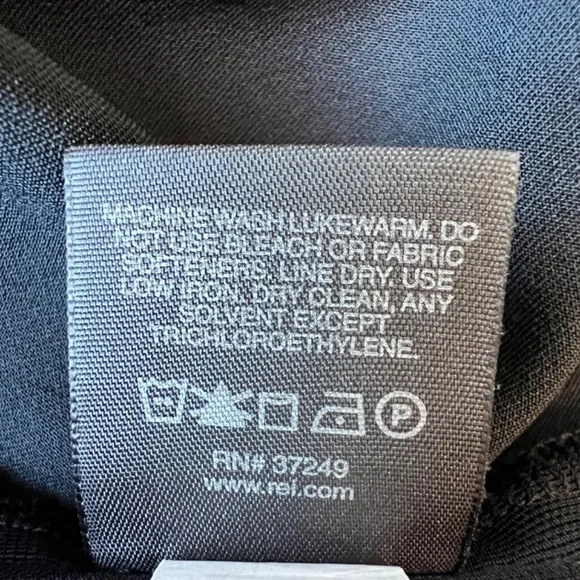 MACHINE WASH LUKEWARM. DO
NOT USE BLEACH OR FABRIC
SOFTENERS. LINE DRY. USE
LOW IRON. DRY CLEAN, ANY
SOLVENT EXCEPT
TRICHLOROETHYLENE.
P
RN# 37249
www.rei.com